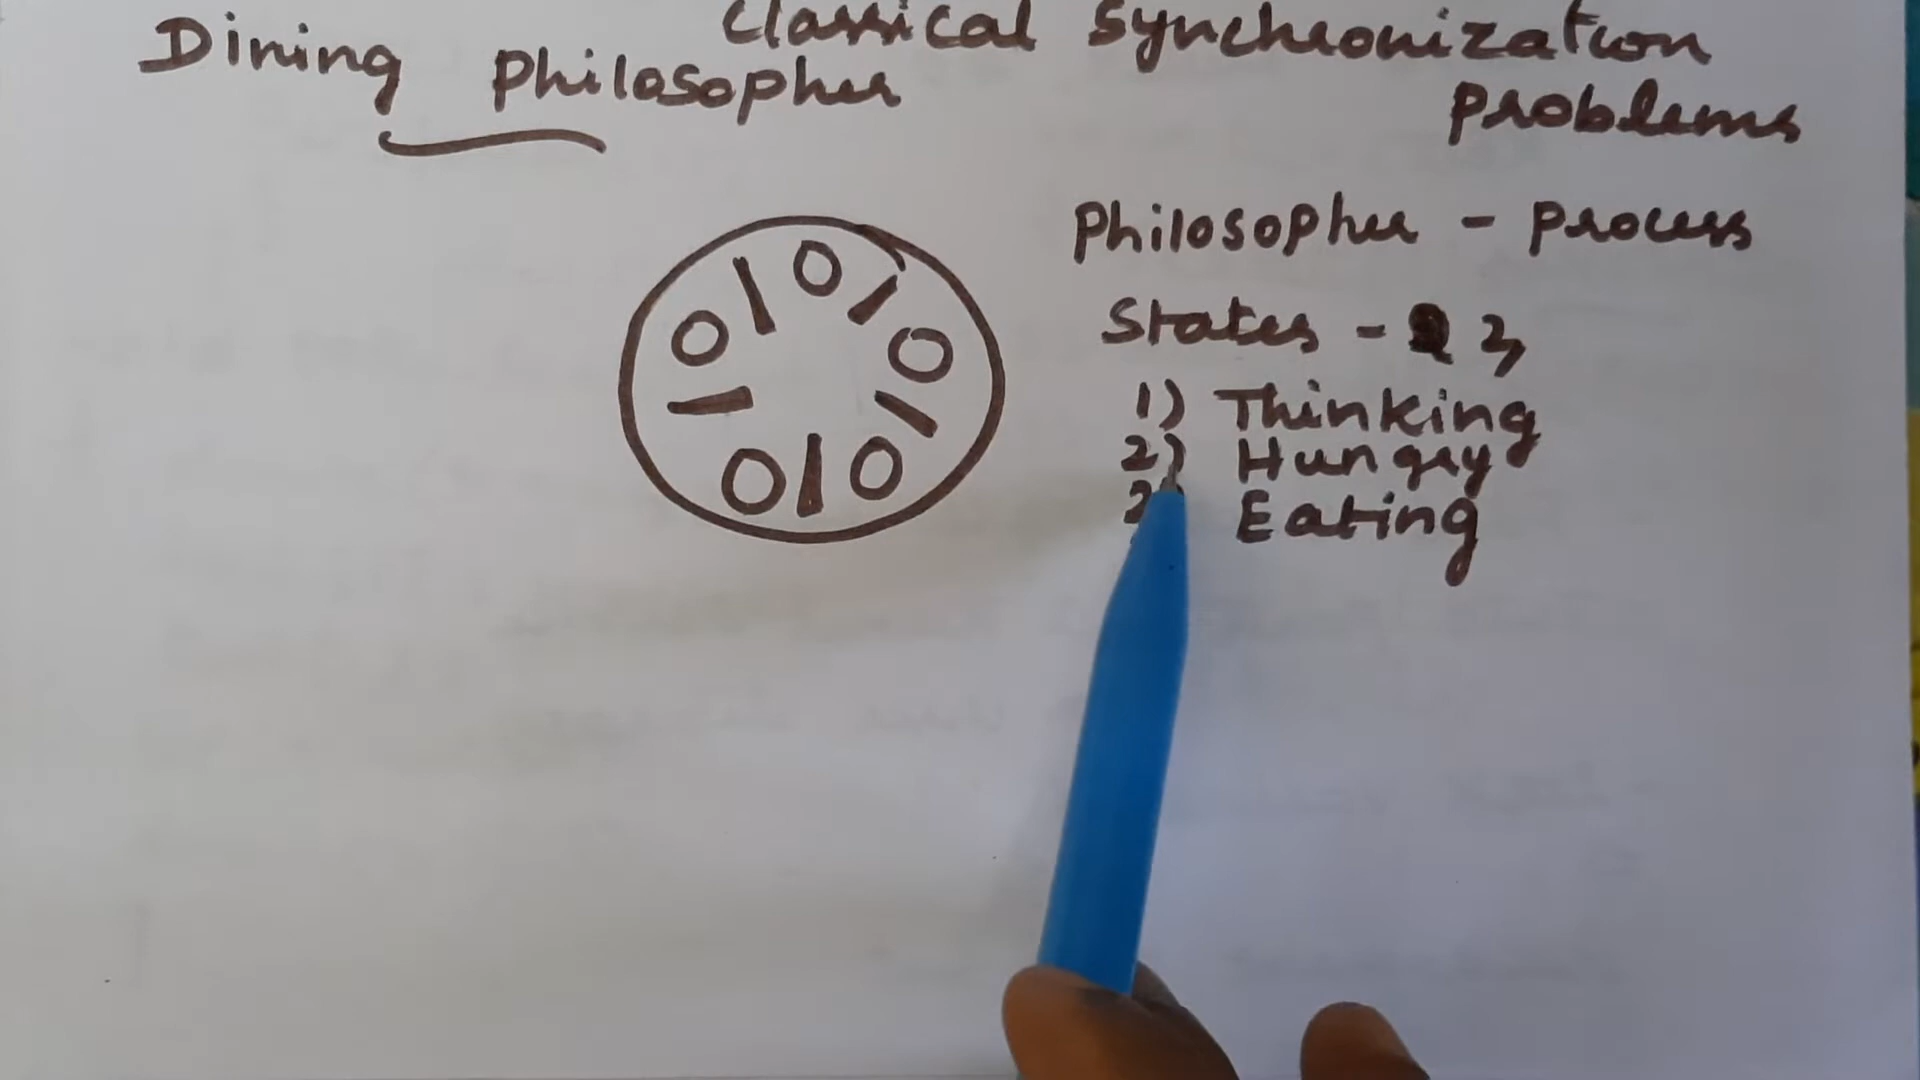 Classical Synchronization
Dining Philosopher
Problems
Philosopher - Process
States - 3
1) Thinking
2) Hungry
Eating